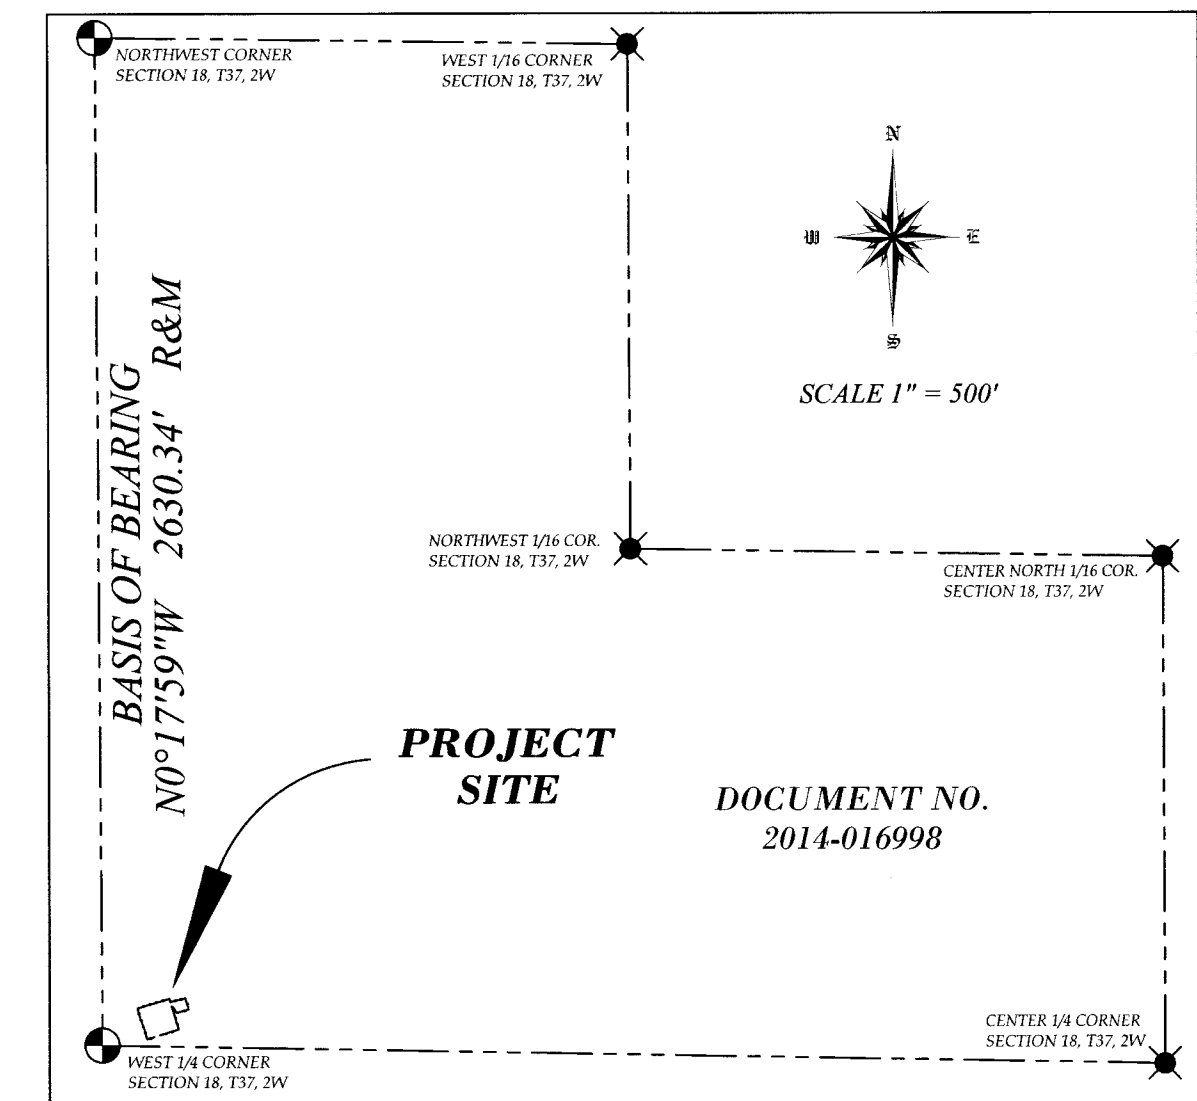 NORTHWEST CORNER
SECTION 18, T37, 2W
WEST 1/16 CORNER
SECTION 18, T37, 2W
N
W
E
S
SCALE 1" = 500'
BASIS OF BEARING
N0°17'59"W 2630.34' R&M
NORTHWEST 1/16 COR.
SECTION 18, T37, 2W
CENTER NORTH 1/16 COR.
SECTION 18, T37, 2W
PROJECT
SITE
DOCUMENT NO.
2014-016998
CENTER 1/4 CORNER
SECTION 18, T37, 2W
WEST 1/4 CORNER
SECTION 18, T37, 2W